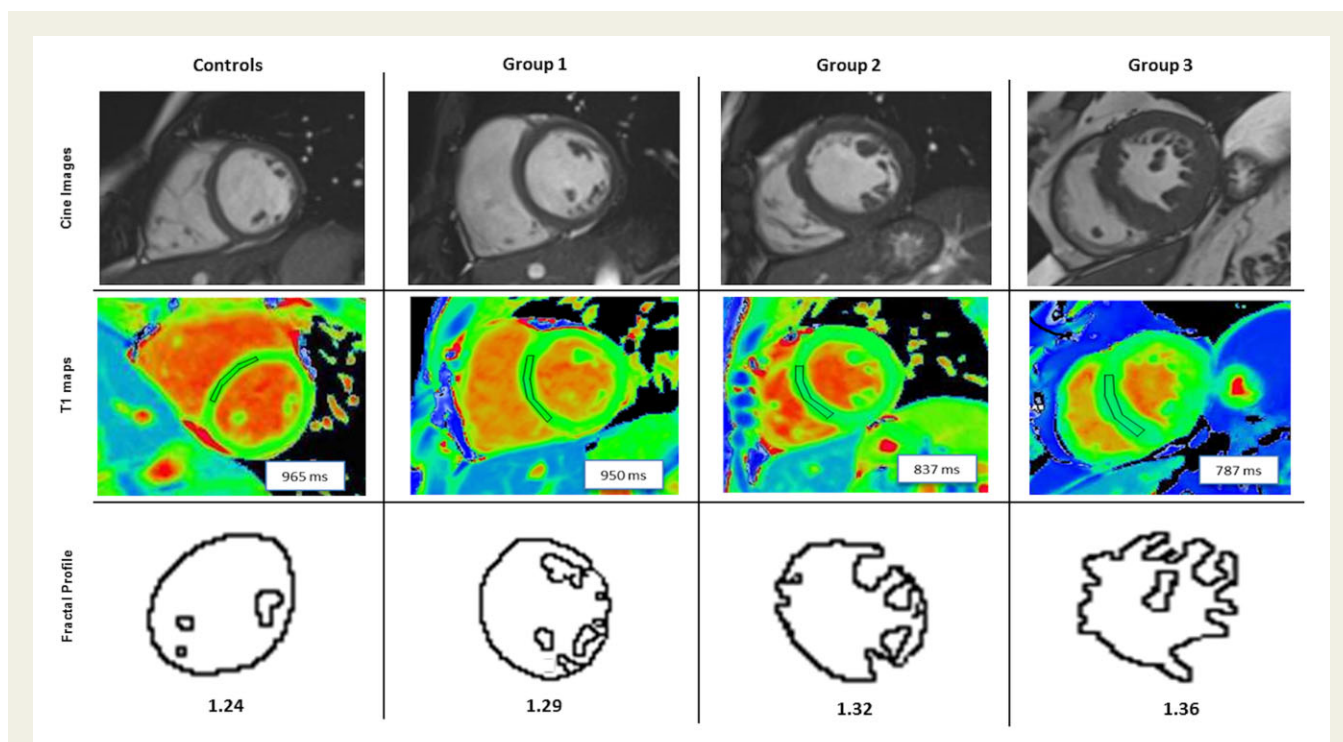 Controls Group 1 Group 2 Group 3
Cine Images
T1 maps
965 ms 950 ms 837 ms 787 ms
Fractal Profile
1.24 1.29 1.32 1.36